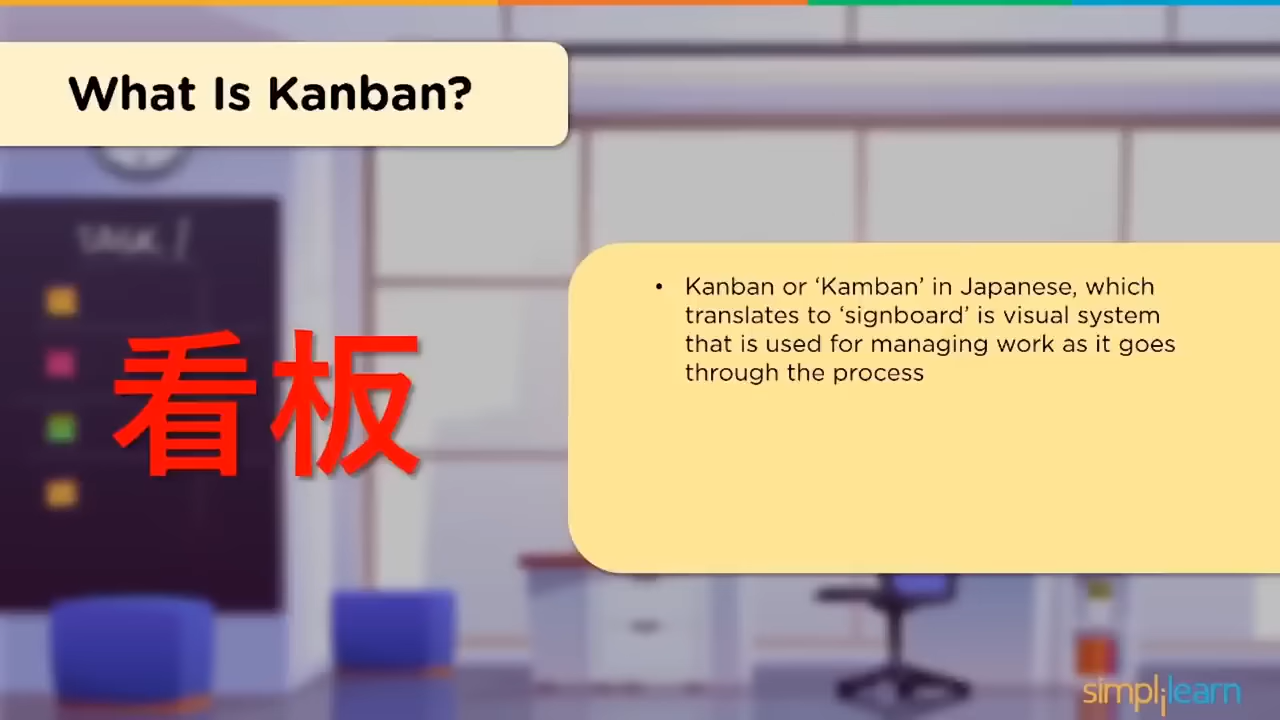 What Is Kanban?
TASK
看板
• Kanban or ‘Kamban’ in Japanese, which
translates to ‘signboard’ is visual system
that is used for managing work as it goes
through the process
simplilearn